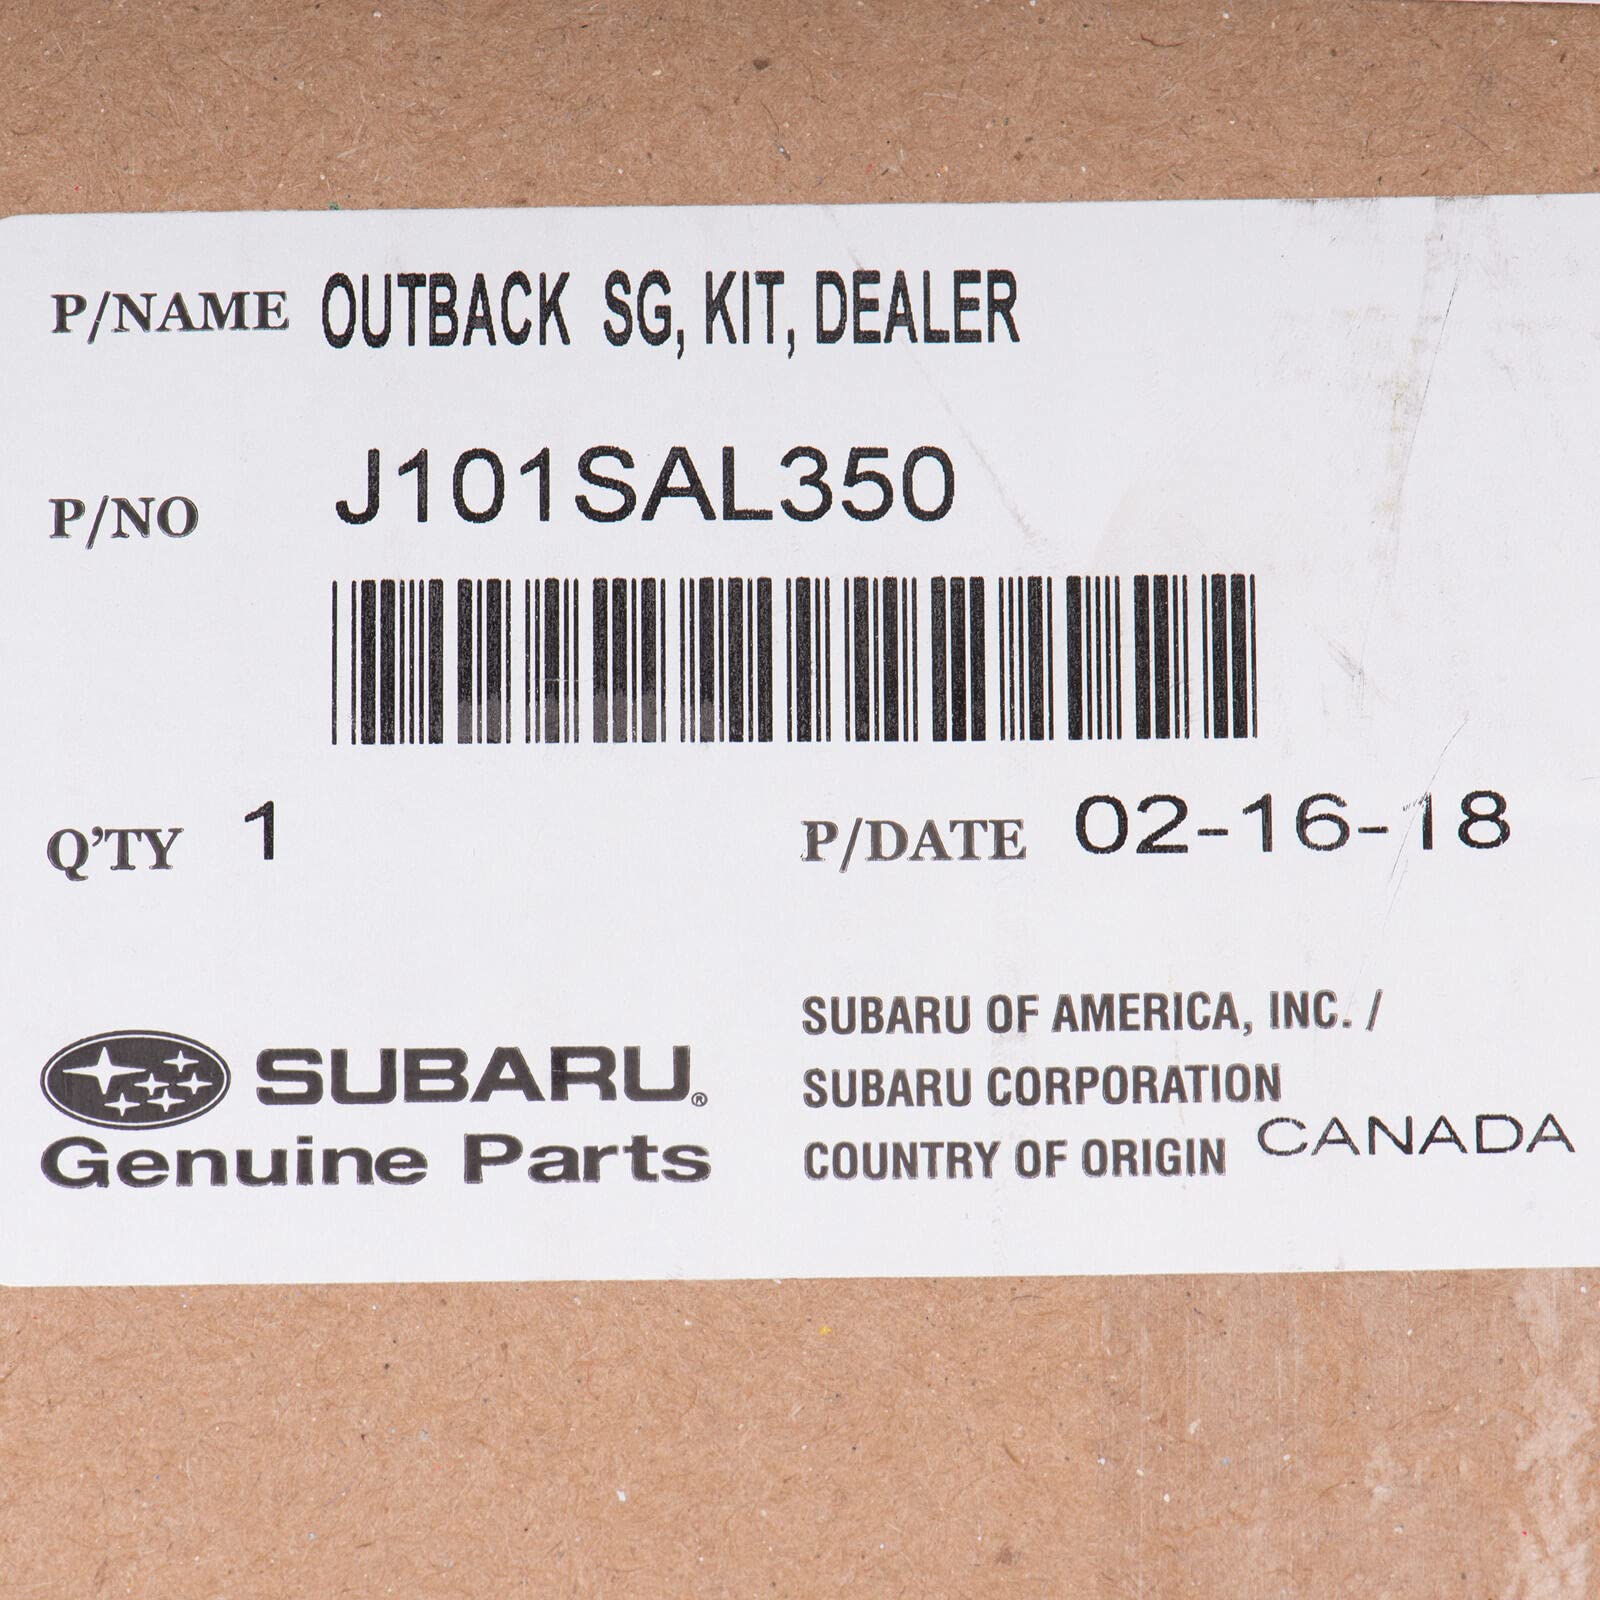 P/NAME OUTBACK SG, KIT, DEALER
P/NO J101SAL350
Q'TY 1 P/DATE 02-16-18
SUBARU®
Genuine Parts
SUBARU OF AMERICA, INC. /
SUBARU CORPORATION
COUNTRY OF ORIGIN CANADA